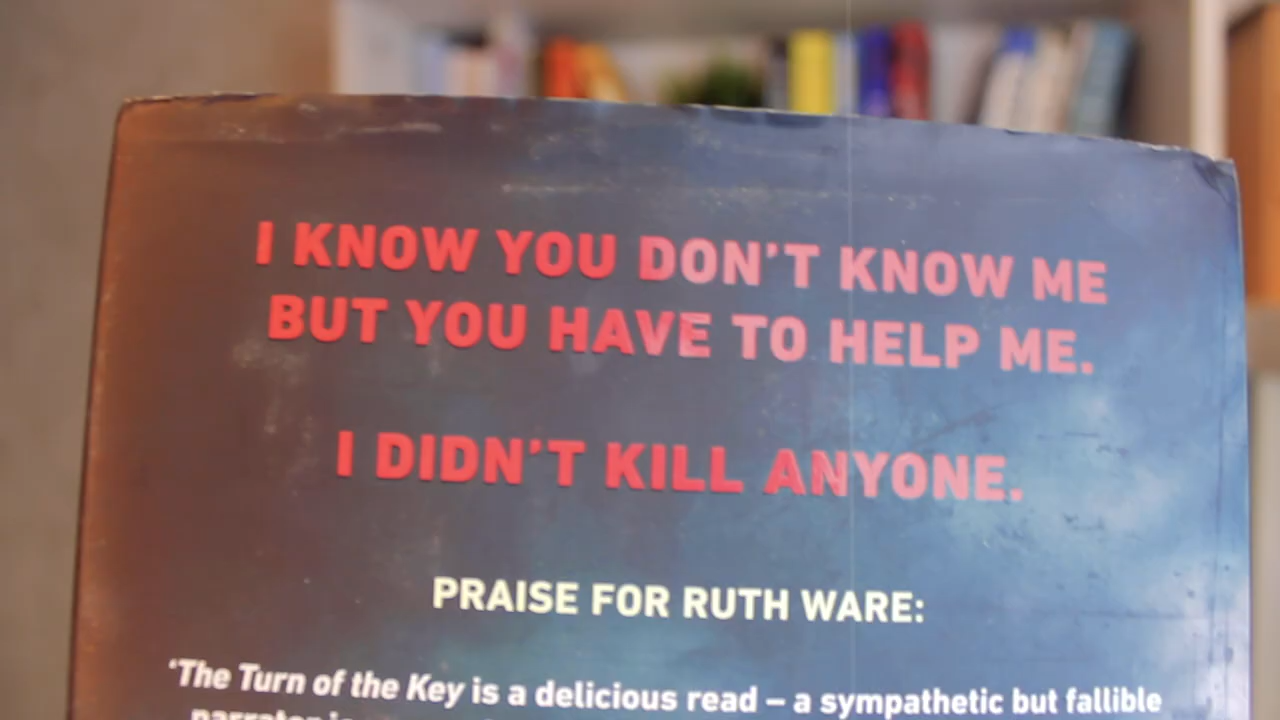 I KNOW YOU DON'T KNOW ME
BUT YOU HAVE TO HELP ME.
I DIDN'T KILL ANYONE.
PRAISE FOR RUTH WARE:
'The Turn of the Key is a delicious read – a sympathetic but fallible